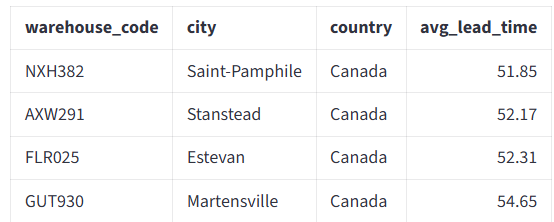 warehouse_code city country avg_lead_time
NXH382 Saint-Pamphile Canada 51.85
AXW291 Stanstead Canada 52.17
FLR025 Estevan Canada 52.31
GUT930 Martensville Canada 54.65